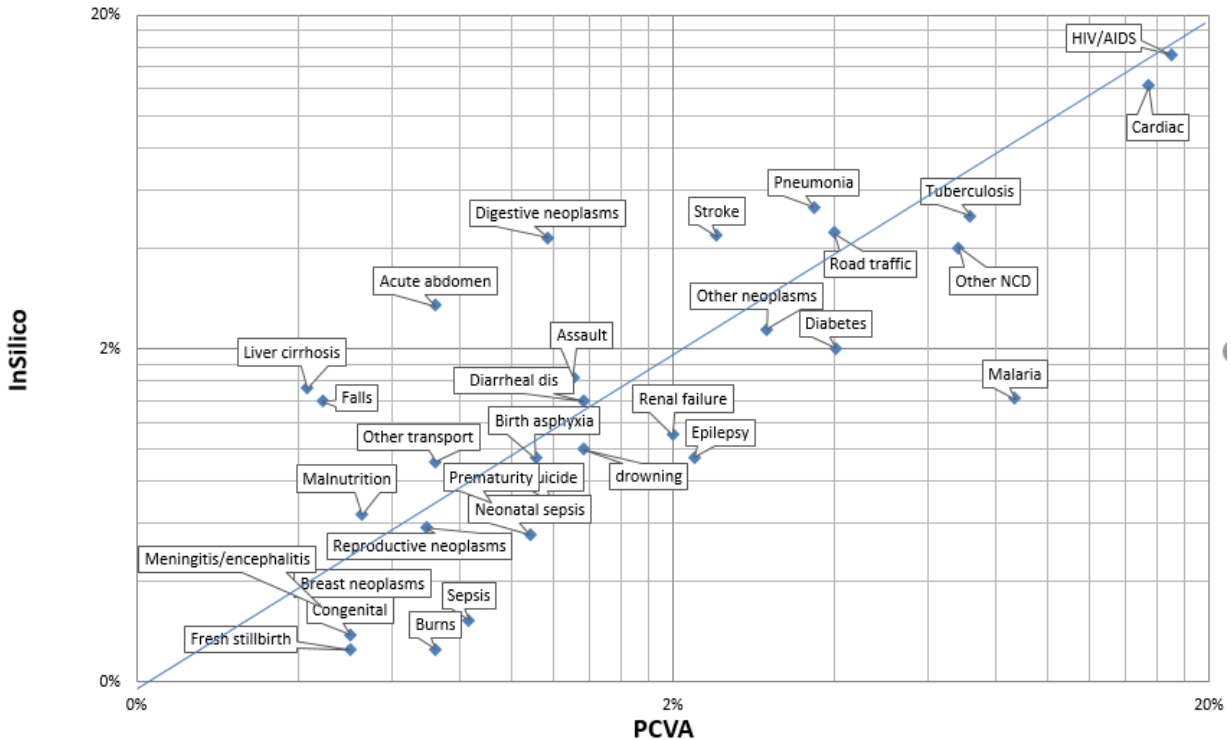 20%
HIV/AIDS
Cardiac
Pneumonia
Tuberculosis
Digestive neoplasms
Stroke
Road traffic
Acute abdomen
Other NCD
Other neoplasms
Diabetes
Assault
2%
Liver cirrhosis
InSilico
Diarrheal dis
Malaria
Falls
Renal failure
Birth asphyxia
Other transport
Epilepsy
Malnutrition
Prematurity
uicide
drowning
Neonatal sepsis
Reproductive neoplasms
Meningitis/encephalitis
Breast neoplasms
Sepsis
Congenital
Burns
Fresh stillbirth
0%
0%
2%
20%
PCVA